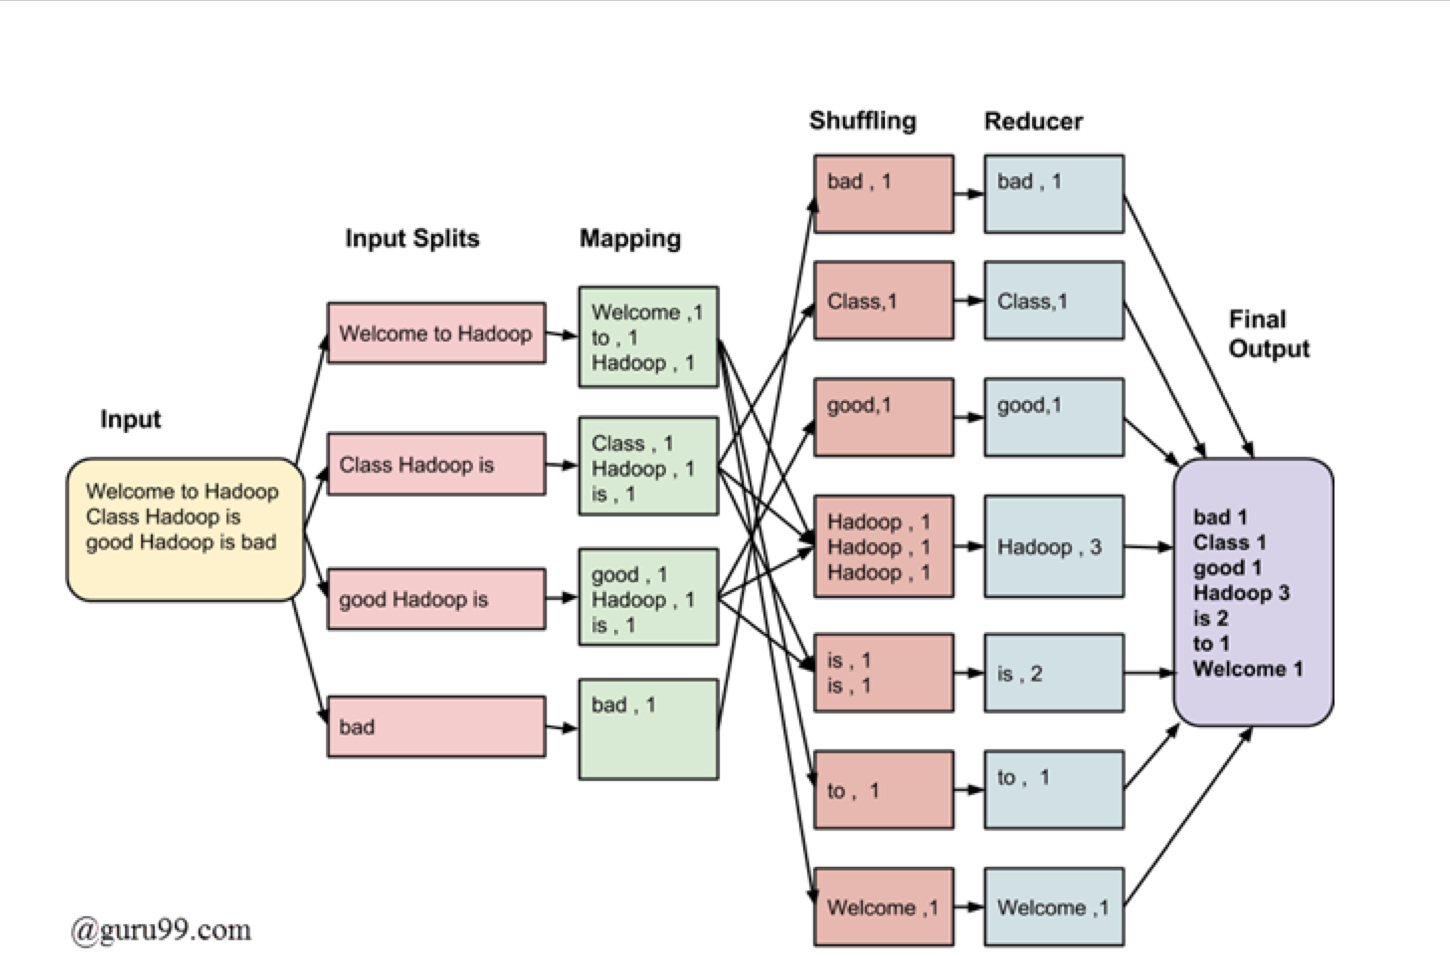 Shuffling
Reducer
bad , 1
bad , 1
Input Splits
Mapping
Class,1
Class,1
Welcome to Hadoop
Welcome ,1
to , 1
Hadoop , 1
Final
Output
good,1
good,1
Input
Class Hadoop is
Class , 1
Hadoop , 1
is , 1
Welcome to Hadoop
Class Hadoop is
good Hadoop is bad
Hadoop , 1
Hadoop , 1
Hadoop , 1
Hadoop , 3
bad 1
Class 1
good 1
Hadoop 3
is 2
to 1
Welcome 1
good Hadoop is
good , 1
Hadoop , 1
is , 1
is , 1
is , 1
is , 2
bad
bad , 1
to , 1
to , 1
Welcome ,1
Welcome ,1
@guru99.com